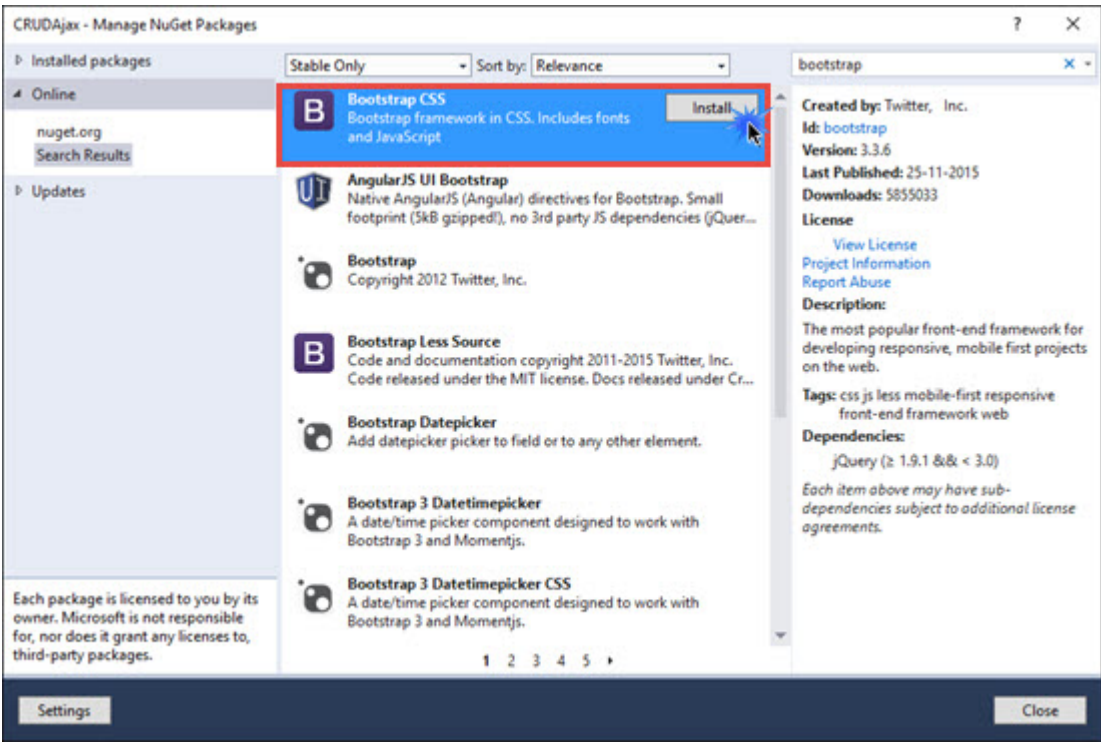 CRUDAjax - Manage NuGet Packages
? ×
Installed packages
Online
nuget.org
Search Results
Updates
Each package is licensed to you by its
owner. Microsoft is not responsible
for, nor does it grant any licenses to,
third-party packages.
Stable Only
Sort by: Relevance
B
Bootstrap CSS
Bootstrap framework in CSS. Includes fonts
and JavaScript
Install
UI
AngularJS UI Bootstrap
Native AngularJS (Angular) directives for Bootstrap. Small
footprint (5kB gzipped!), no 3rd party JS dependencies (jQuer...
Bootstrap
Copyright 2012 Twitter, Inc.
B
Bootstrap Less Source
Code and documentation copyright 2011-2015 Twitter, Inc.
Code released under the MIT license. Docs released under Cr...
Bootstrap Datepicker
Add datepicker picker to field or to any other element.
Bootstrap 3 Datetimepicker
A date/time picker component designed to work with
Bootstrap 3 and Momentjs.
Bootstrap 3 Datetimepicker CSS
A date/time picker component designed to work with
Bootstrap 3 and Momentjs.
1 2 3 4 5
bootstrap
Created by: Twitter, Inc.
Id: bootstrap
Version: 3.3.6
Last Published: 25-11-2015
Downloads: 5855033
License
View License
Project Information
Report Abuse
Description:
The most popular front-end framework for
developing responsive, mobile first projects
on the web.
Tags: css js less mobile-first responsive
front-end framework web
Dependencies:
jQuery (≥ 1.9.1 && < 3.0)
Each item above may have sub-
dependencies subject to additional license
agreements.
Settings
Close